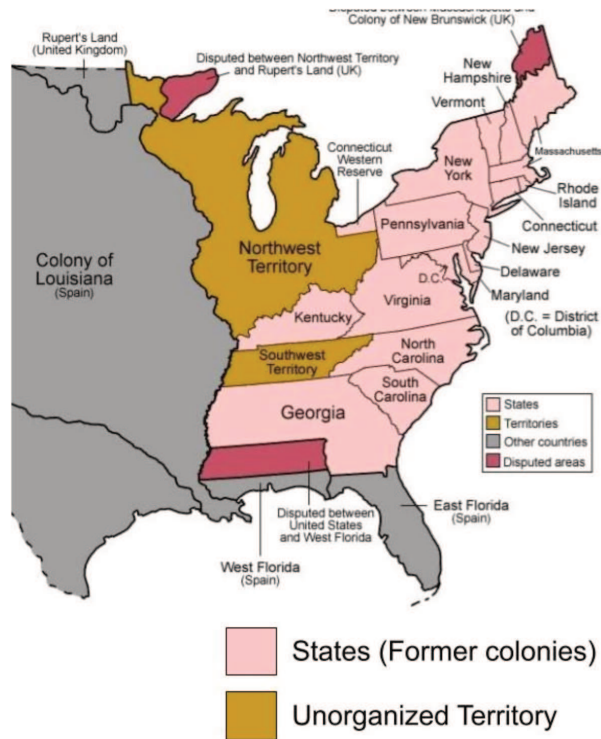 Disputed between Massachusetts and
Colony of New Brunswick (UK)
Rupert's Land
(United Kingdom)
Disputed between Northwest Territory
and Rupert's Land (UK)
New
Hampshire
Vermont
Connecticut
Western
Reserve
New
York
Massachusetts
Rhode
Island
Connecticut
Pennsylvania
New Jersey
Northwest
Territory
Colony of
Louisiana
(Spain)
D.C.
Delaware
Maryland
Virginia
(D.C. = District
of Columbia)
Kentucky
North
Carolina
Southwest
Territory
South
Carolina
Georgia
States
Territories
Other countries
Disputed areas
East Florida
(Spain)
Disputed between
United States
and West Florida
West Florida
(Spain)
States (Former colonies)
Unorganized Territory